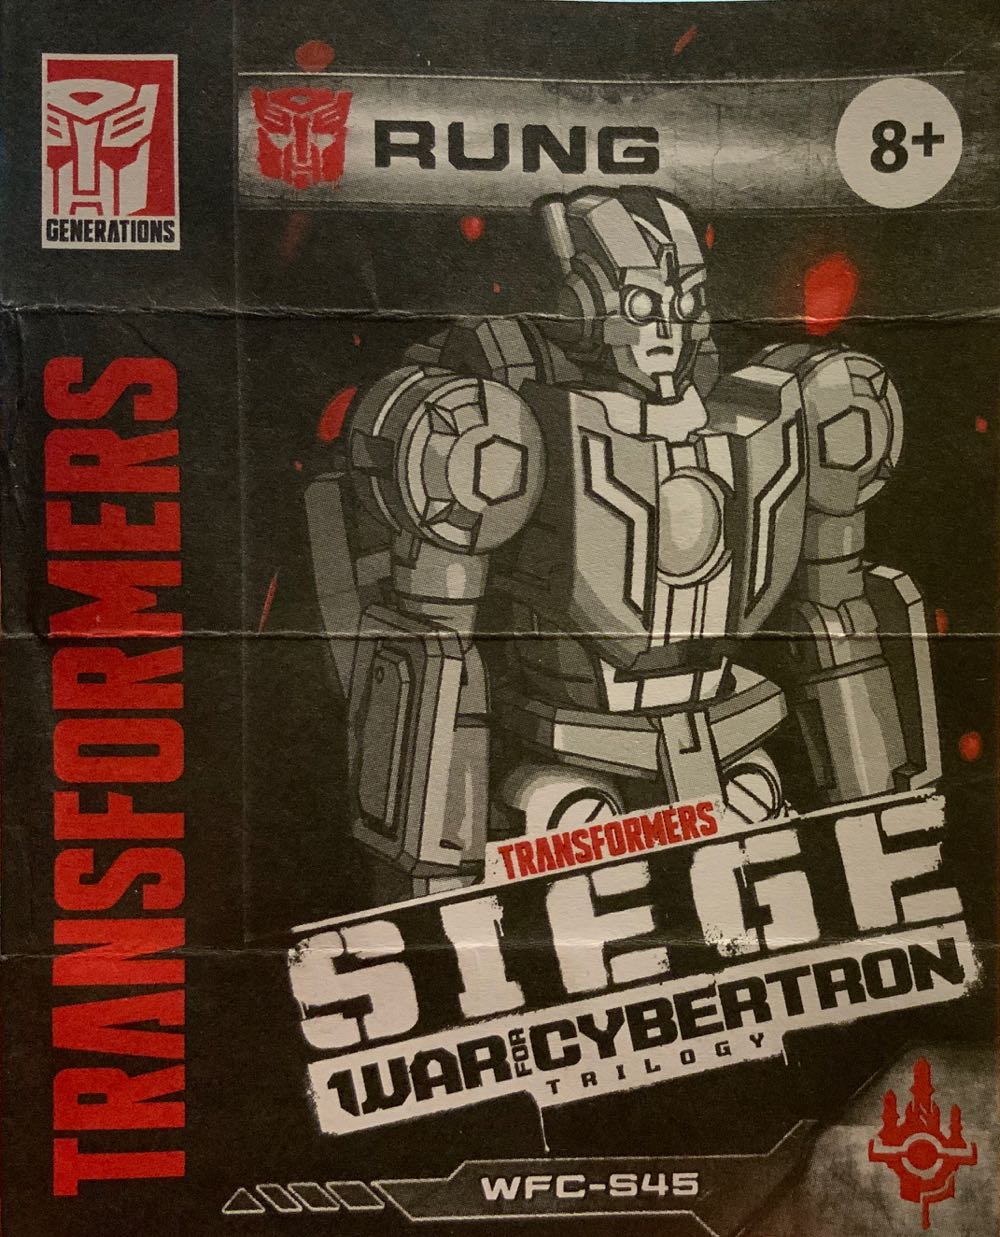 GENERATIONS
TRANSFORMERS
RUNG
8+
TRANSFORMERS
SIEGE
WAR FOR CYBERTRON
TRILOGY
WFC-S45